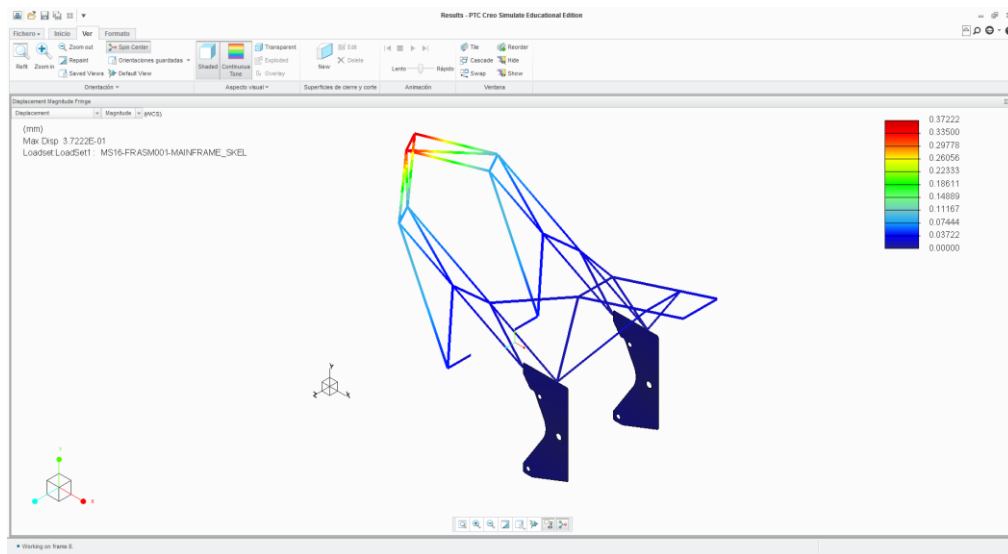 Results - PTC Creo Simulate Educational Edition
Fichero Inicio Ver Formato
Refit
Zoom in
Zoom out
Repaint
Saved Views
Spin Center
Orientaciones guardadas
Default View
Orientación
Shaded
Continuous Tone
Transparent
Exploded
Overlay
Aspecto visual
New
Edit
Delete
Superficies de cierre y corte
Lento Rápido
Animación
Tile
Cascade
Swap
Reorder
Hide
Show
Ventana
Displacement Magnitude Fringe
Displacement Magnitude (WCS)
(mm)
Max Disp 3.7222E-01
Loadset:LoadSet1 : MS16-FRASM001-MAINFRAME_SKEL
0.37222
0.33500
0.29778
0.26056
0.22333
0.18611
0.14889
0.11167
0.07444
0.03722
0.00000
Working on frame 8.